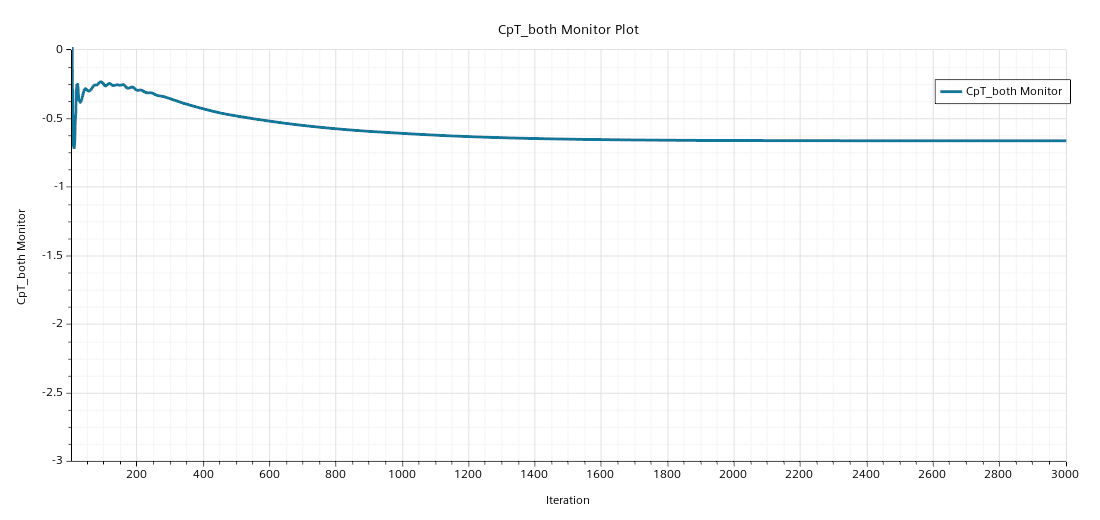 CpT_both Monitor Plot
CpT_both Monitor
CpT_both Monitor
0
-0.5
-1
-1.5
-2
-2.5
-3
200 400 600 800 1000 1200 1400 1600 1800 2000 2200 2400 2600 2800 3000
Iteration